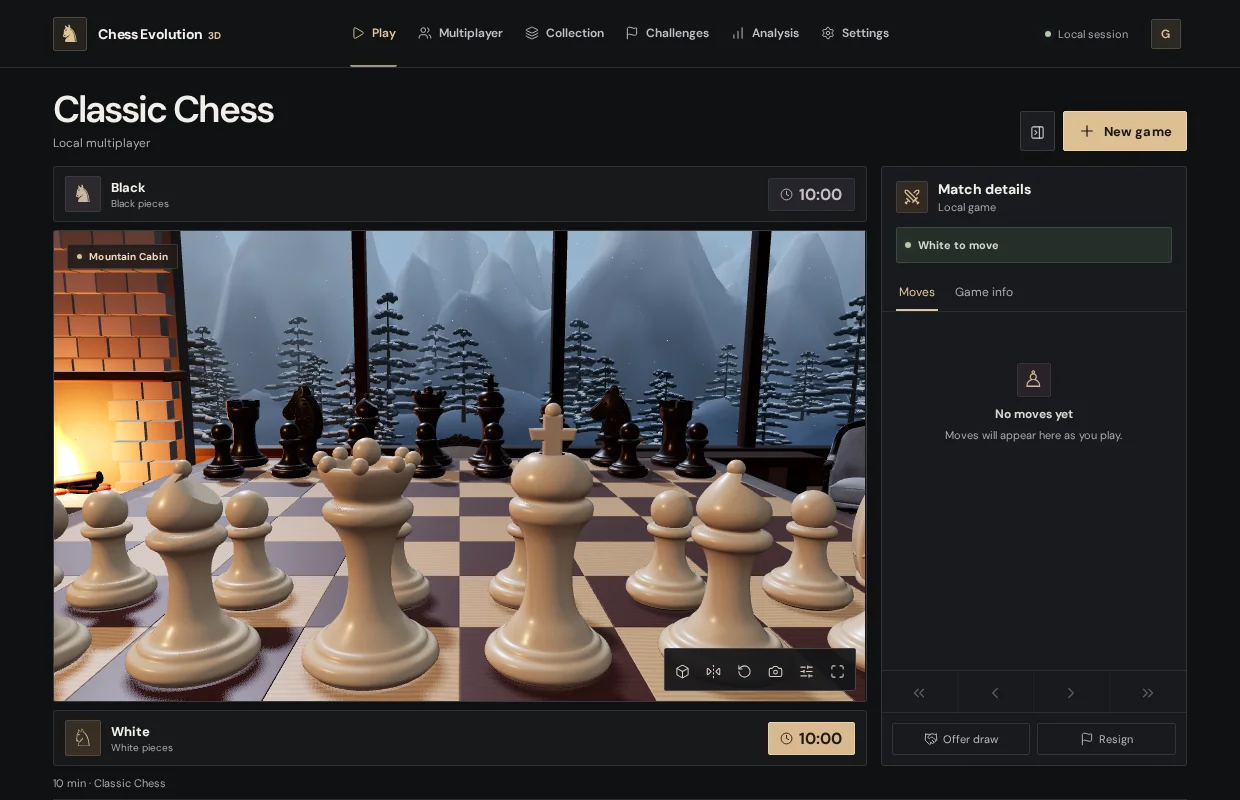 Chess Evolution 3D
Play
Multiplayer
Collection
Challenges
Analysis
Settings
Local session
G
Classic Chess
Local multiplayer
New game
Black
Black pieces
10:00
Mountain Cabin
White
White pieces
10:00
10 min · Classic Chess
Match details
Local game
White to move
Moves
Game info
No moves yet
Moves will appear here as you play.
Offer draw
Resign